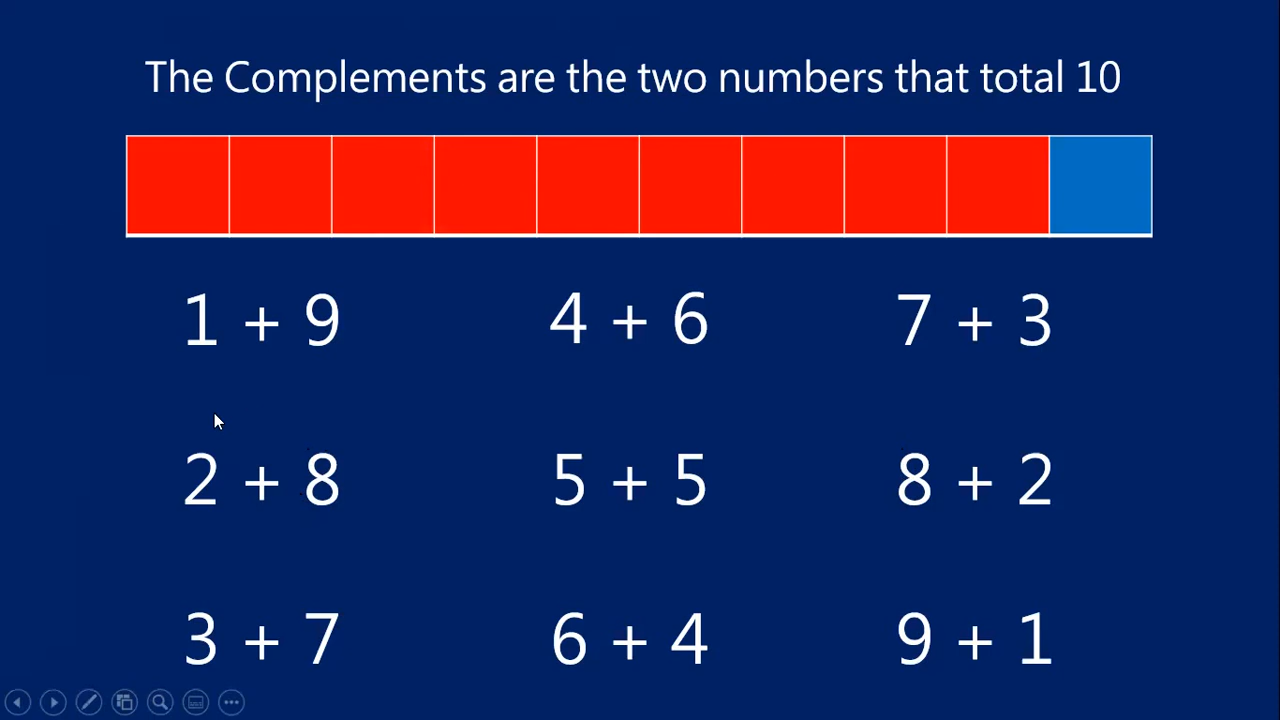 The Complements are the two numbers that total 10
1 + 9
4 + 6
7 + 3
2 + 8
5 + 5
8 + 2
3 + 7
6 + 4
9 + 1